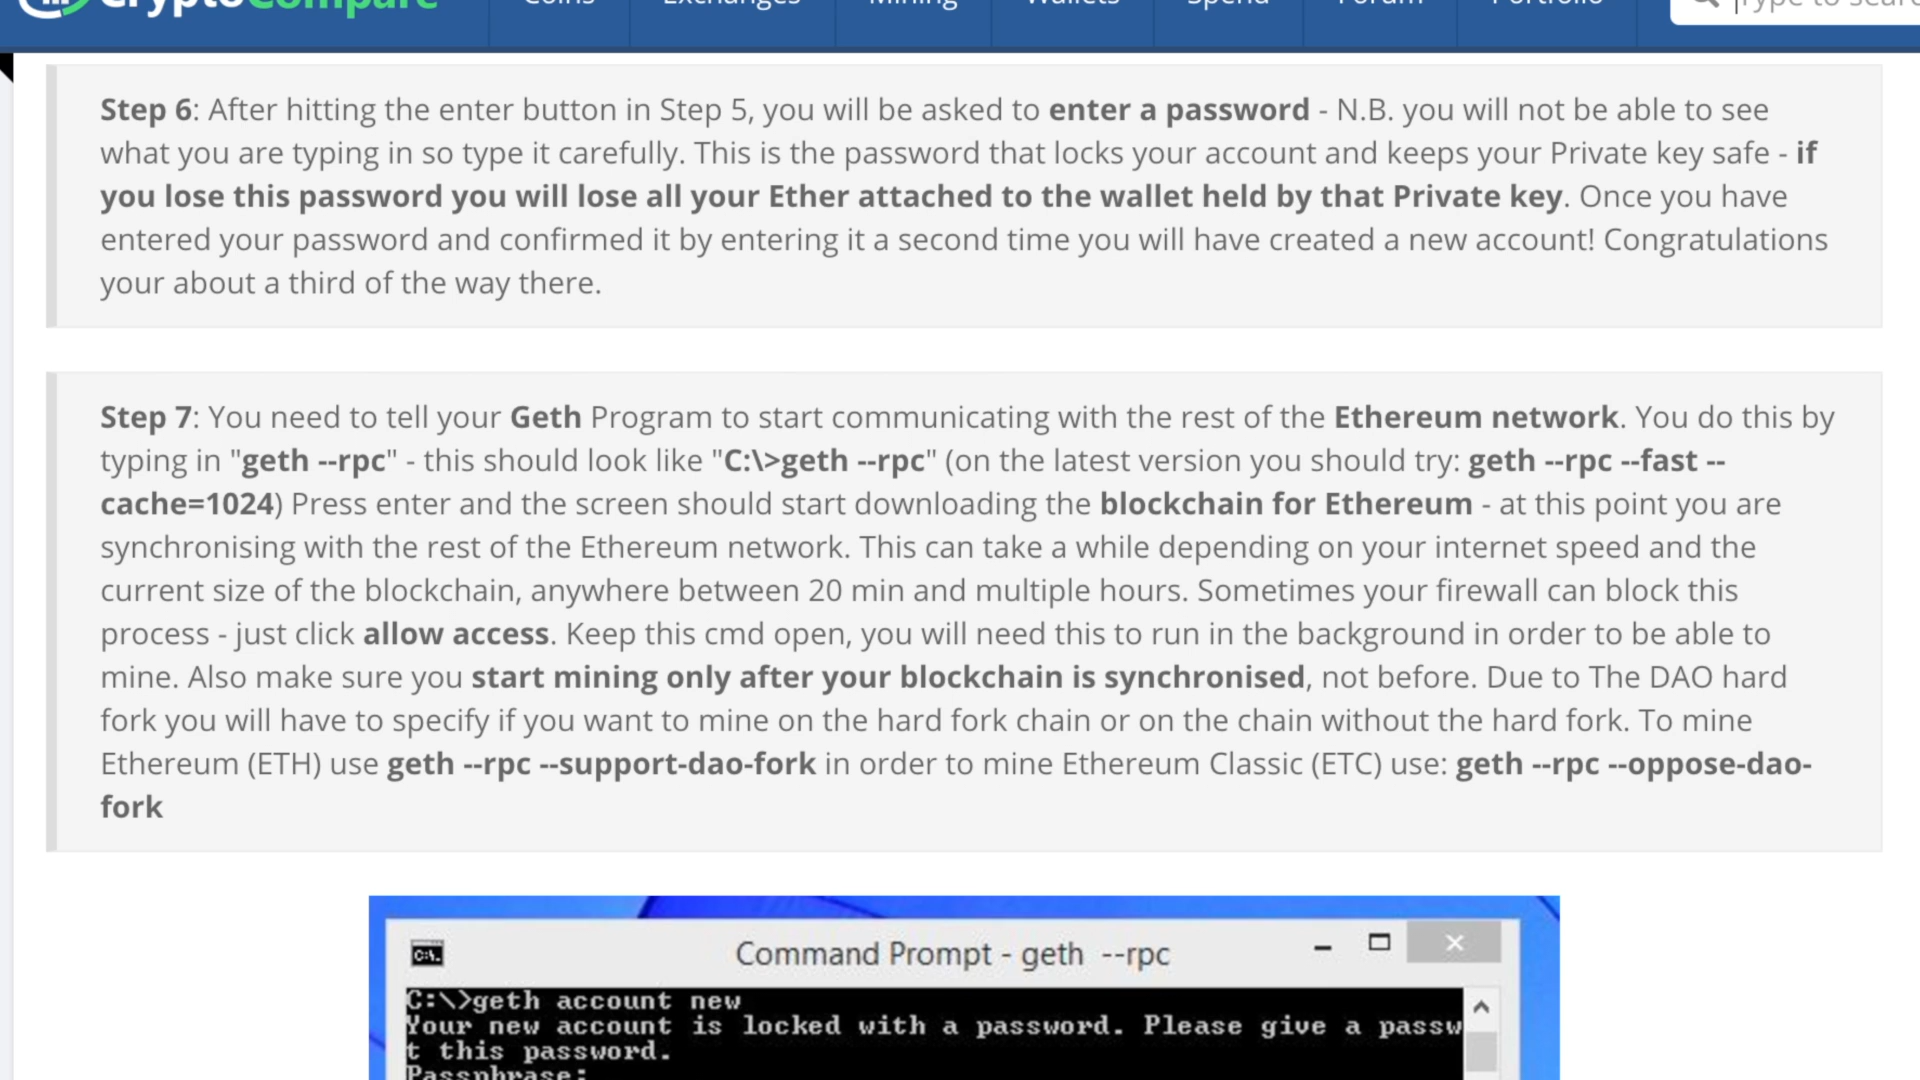 CryptoCompare
Coins Exchanges Mining Wallets Spend Forum Portfolio Type to search
Step 6: After hitting the enter button in Step 5, you will be asked to enter a password - N.B. you will not be able to see
what you are typing in so type it carefully. This is the password that locks your account and keeps your Private key safe - if
you lose this password you will lose all your Ether attached to the wallet held by that Private key. Once you have
entered your password and confirmed it by entering it a second time you will have created a new account! Congratulations
your about a third of the way there.
Step 7: You need to tell your Geth Program to start communicating with the rest of the Ethereum network. You do this by
typing in "geth --rpc" - this should look like "C:\>geth --rpc" (on the latest version you should try: geth --rpc --fast --
cache=1024) Press enter and the screen should start downloading the blockchain for Ethereum - at this point you are
synchronising with the rest of the Ethereum network. This can take a while depending on your internet speed and the
current size of the blockchain, anywhere between 20 min and multiple hours. Sometimes your firewall can block this
process - just click allow access. Keep this cmd open, you will need this to run in the background in order to be able to
mine. Also make sure you start mining only after your blockchain is synchronised, not before. Due to The DAO hard
fork you will have to specify if you want to mine on the hard fork chain or on the chain without the hard fork. To mine
Ethereum (ETH) use geth --rpc --support-dao-fork in order to mine Ethereum Classic (ETC) use: geth --rpc --oppose-dao-
fork
Command Prompt - geth --rpc
C:\>geth account new
Your new account is locked with a password. Please give a passw
t this password.
Passphrase: